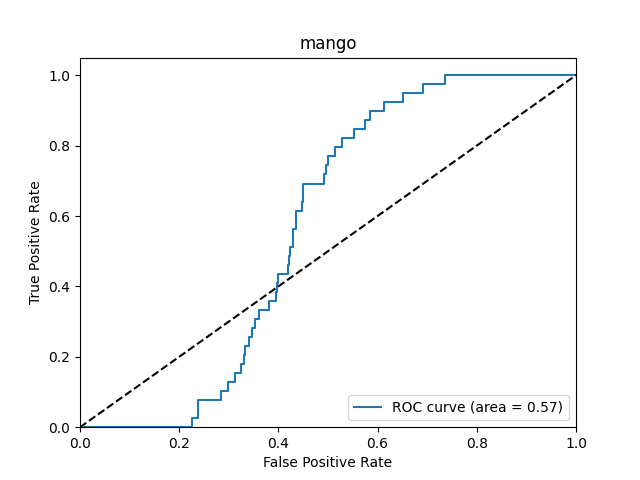 mango
1.0
0.8
0.6
0.4
0.2
0.0
True Positive Rate
ROC curve (area = 0.57)
0.0 0.2 0.4 0.6 0.8 1.0
False Positive Rate